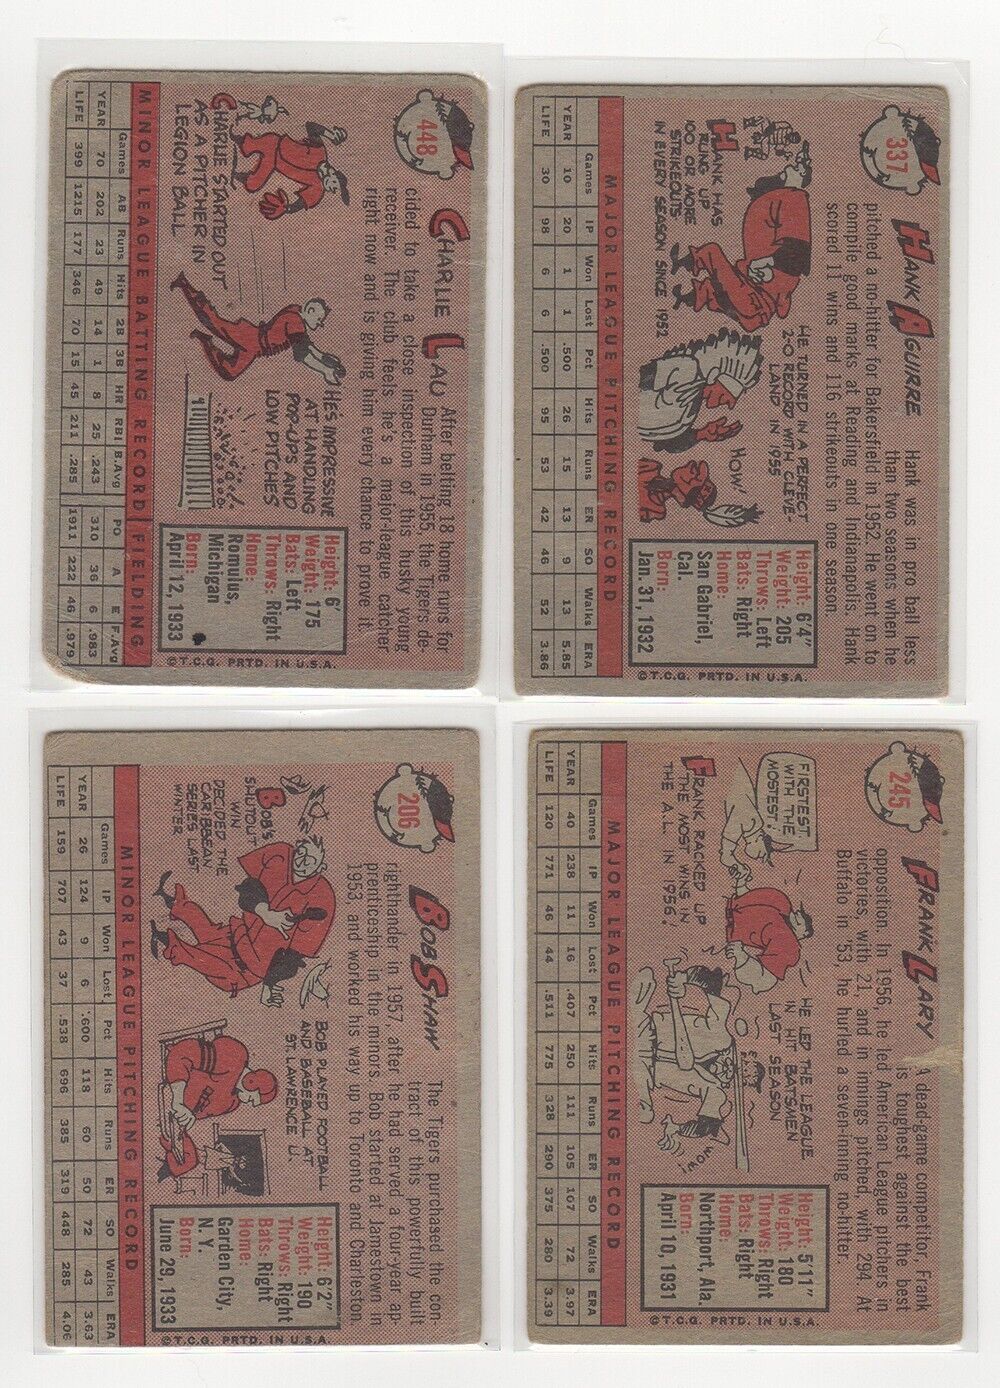 448
CHARLIE LAU
After belting 18 home runs for
Durham in 1955, the Tigers de-
cided to take a close inspection of this husky young
receiver. The club feels he's a major-league catcher
right now and is giving him every chance to prove it.
CHARLIE STARTED OUT
AS A PITCHER IN
LEGION BALL
HE'S IMPRESSIVE
AT HANDLING
POP-UPS AND
LOW PITCHES
Height: 6'
Weight: 175
Bats: Left
Throws: Right
Home:
Romulus,
Michigan
Born:
April 12, 1933
©T.C.G. PRTD. IN U.S.A.
MINOR LEAGUE BATTING RECORD FIELDING
Games AB Runs Hits 2B 3B HR RBI B.Avg PO A E F.Avg
YEAR 70 202 23 49 14 1 8 25 .243 310 36 6 .983
LIFE 399 1215 177 346 70 15 45 211 .285 1911 222 46 .979
337
HANK AGUIRRE
Hank was in pro ball less
than two seasons when he
pitched a no-hitter for Bakersfield in 1952. He went on to
compile good marks at Reading and Indianapolis. Hank
scored 11 wins and 116 strikeouts in one season.
HANK HAS
RUNG UP
100 OR MORE
STRIKEOUTS
IN EVERY SEASON SINCE 1952
HE TURNED IN A PERFECT
2-0 RECORD WITH CLEVE
LAND IN 1955
HOW!
Height: 6'4"
Weight: 205
Throws: Left
Bats: Right
Home:
San Gabriel,
Cal.
Born:
Jan. 31, 1932
©T.C.G. PRTD. IN U.S.A.
MAJOR LEAGUE PITCHING RECORD
Games IP Won Lost Pct Hits Runs ER SO Walks ERA
YEAR 10 20 1 1 .500 26 15 13 9 13 5.85
LIFE 30 98 6 6 .500 95 53 42 46 52 3.86
206
BOB SHAW
The Tigers purchased the con-
tract of this powerfully built
righthander in 1957, after he had served a four-year ap-
prenticeship in the minors. Bob started at Jamestown in
1953 and worked his way up to Toronto and Charleston.
BOB'S
SHUTOUT
WIN
DECIDED THE
CARIBBEAN
SERIES LAST
WINTER
BOB PLAYED FOOTBALL
AND BASEBALL AT
ST. LAWRENCE U.
Height: 6'2"
Weight: 190
Throws: Right
Bats: Right
Home:
Garden City,
N. Y.
Born:
June 29, 1933
©T.C.G. PRTD. IN U.S.A.
MINOR LEAGUE PITCHING RECORD
Games IP Won Lost Pct Hits Runs ER SO Walks ERA
YEAR 26 124 9 6 .600 118 60 50 72 43 3.63
LIFE 159 707 43 37 .538 696 385 319 448 285 4.06
245
FRANK LARY
A dead-game competitor, Frank
is toughest against the best
opposition. In 1956, he led American League pitchers in
victories, with 21, and in innings pitched, with 294. At
Buffalo in '53, he hurled a seven-inning no-hitter.
FIRSTEST
WITH THE
MOSTEST!
FRANK RACKED UP
THE MOST WINS IN
THE A.L. IN 1956!
HE LED THE LEAGUE
IN HIT BATSMEN
LAST SEASON
WOW!
Height: 5'11"
Weight: 180
Throws: Right
Bats: Right
Home:
Northport, Ala.
Born:
April 10, 1931
©T.C.G. PRTD. IN U.S.A.
MAJOR LEAGUE PITCHING RECORD
Games IP Won Lost Pct Hits Runs ER SO Walks ERA
YEAR 40 238 11 16 .407 250 111 105 107 72 3.97
LIFE 120 771 46 44 .511 775 328 290 375 280 3.39